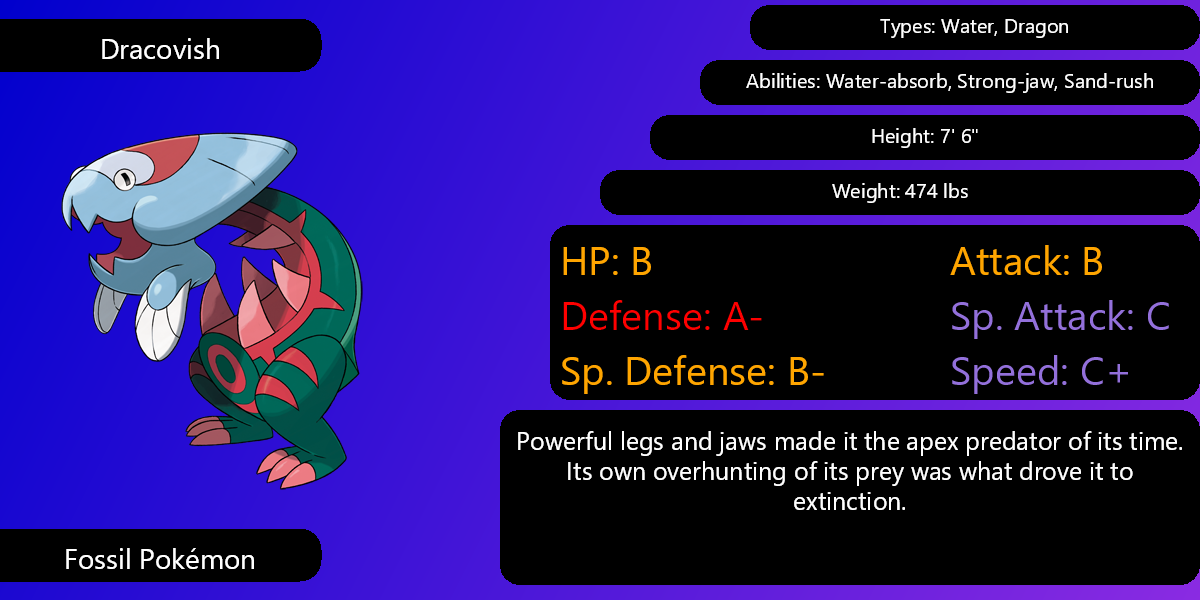 Dracovish
Types: Water, Dragon
Abilities: Water-absorb, Strong-jaw, Sand-rush
Height: 7' 6"
Weight: 474 lbs
HP: B
Attack: B
Defense: A-
Sp. Attack: C
Sp. Defense: B-
Speed: C+
Powerful legs and jaws made it the apex predator of its time.
Its own overhunting of its prey was what drove it to
extinction.
Fossil Pokémon